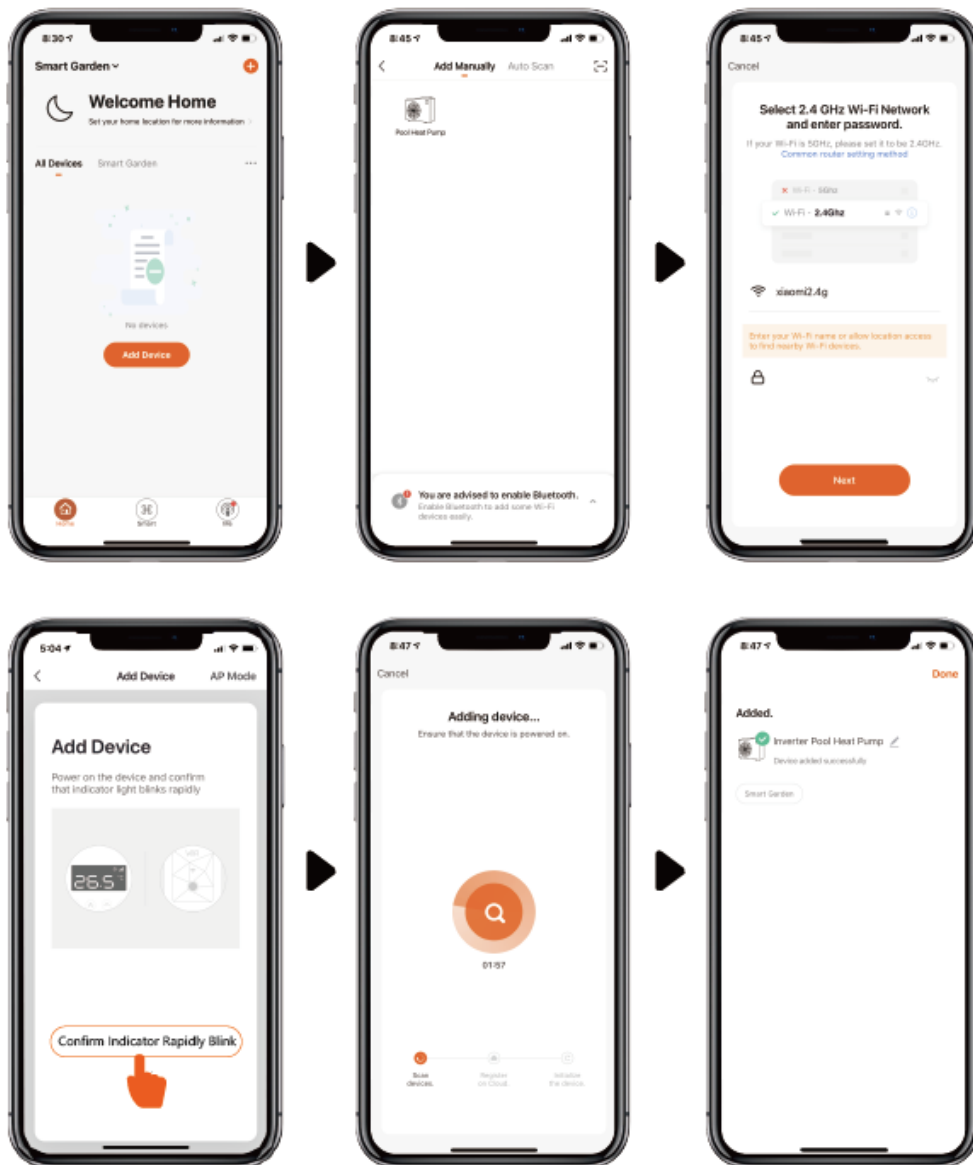 8:30
Smart Garden
Welcome Home
Set your home location for more information
All Devices Smart Garden
No devices
Add Device
Home Smart Me
8:45
Add Manually Auto Scan
Pool Heat Pump
You are advised to enable Bluetooth.
Enable Bluetooth to add some Wi-Fi
devices easily.
8:45
Cancel
Select 2.4 GHz Wi-Fi Network
and enter password.
If your Wi-Fi is 5GHz, please set it to be 2.4GHz.
Common router setting method
Wi-Fi - 5Ghz
Wi-Fi - 2.4Ghz
xiaomi2.4g
Enter your Wi-Fi name or allow location access
to find nearby Wi-Fi devices.
Next
5:04
Add Device AP Mode
Add Device
Power on the device and confirm
that indicator light blinks rapidly
26.5
Confirm Indicator Rapidly Blink
8:47
Cancel
Adding device...
Ensure that the device is powered on.
01:57
Scan
devices.
Register
on Cloud.
Initialize
the device.
8:47
Done
Added.
Inverter Pool Heat Pump
Device added successfully
Smart Garden